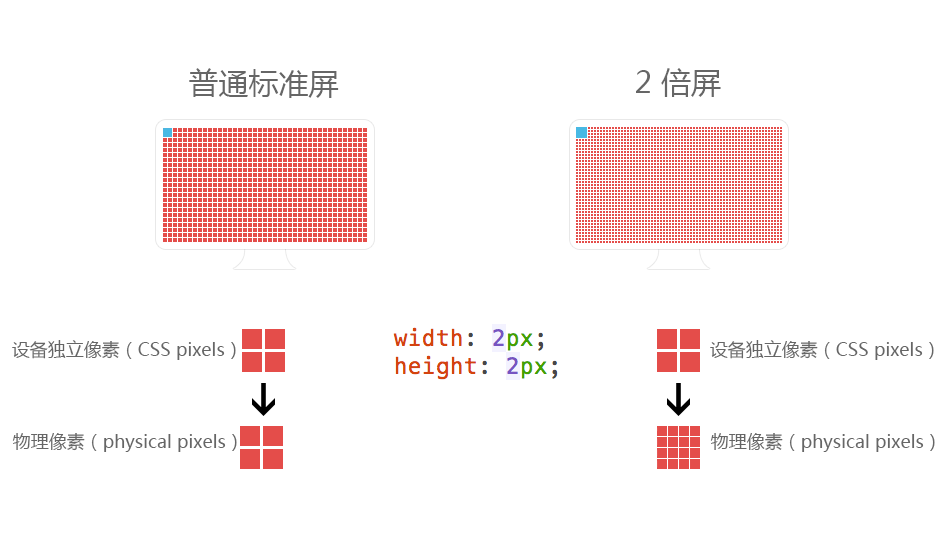 普通标准屏
2 倍屏
设备独立像素 ( CSS pixels )
width: 2px;
height: 2px;
设备独立像素 ( CSS pixels )
物理像素 ( physical pixels )
物理像素 ( physical pixels )